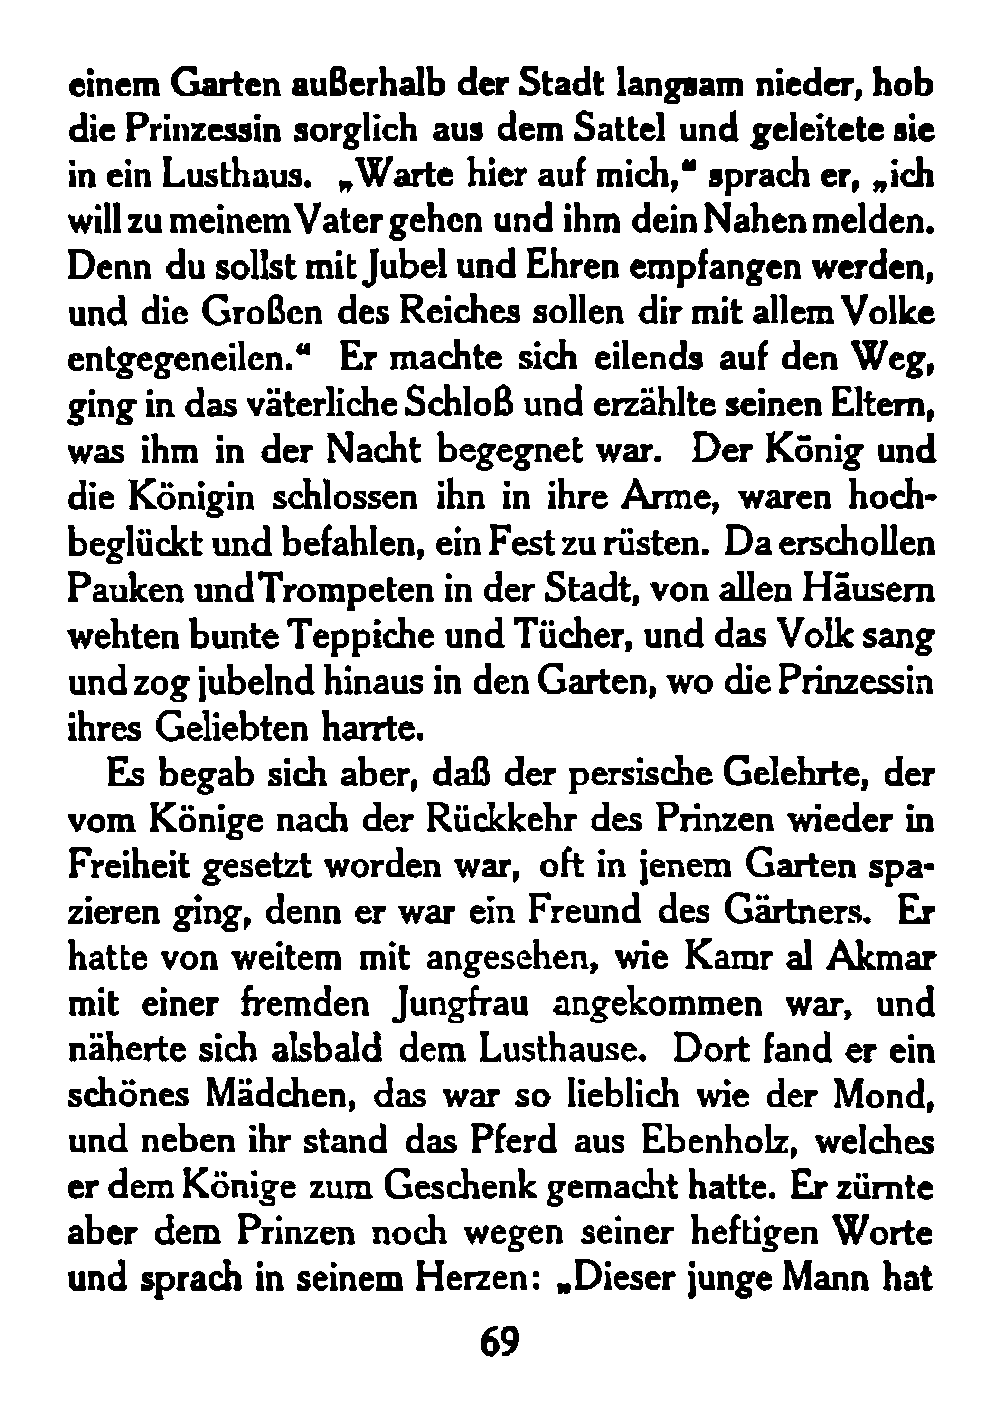 einem Garten außerhalb der Stadt langsam nieder, hob
die Prinzessin sorglich aus dem Sattel und geleitete sie
in ein Lusthaus. „Warte hier auf mich,“ sprach er, „ich
will zu meinem Vater gehen und ihm dein Nahen melden.
Denn du sollst mit Jubel und Ehren empfangen werden,
und die Großen des Reiches sollen dir mit allem Volke
entgegeneilen.“ Er machte sich eilends auf den Weg,
ging in das väterliche Schloß und erzählte seinen Eltern,
was ihm in der Nacht begegnet war. Der König und
die Königin schlossen ihn in ihre Arme, waren hoch-
beglückt und befahlen, ein Fest zu rüsten. Da erschollen
Pauken und Trompeten in der Stadt, von allen Häusern
wehten bunte Teppiche und Tücher, und das Volk sang
und zog jubelnd hinaus in den Garten, wo die Prinzessin
ihres Geliebten harrte.
Es begab sich aber, daß der persische Gelehrte, der
vom Könige nach der Rückkehr des Prinzen wieder in
Freiheit gesetzt worden war, oft in jenem Garten spa-
zieren ging, denn er war ein Freund des Gärtners. Er
hatte von weitem mit angesehen, wie Kamr al Akmar
mit einer fremden Jungfrau angekommen war, und
näherte sich alsbald dem Lusthause. Dort fand er ein
schönes Mädchen, das war so lieblich wie der Mond,
und neben ihr stand das Pferd aus Ebenholz, welches
er dem Könige zum Geschenk gemacht hatte. Er zürnte
aber dem Prinzen noch wegen seiner heftigen Worte
und sprach in seinem Herzen: „Dieser junge Mann hat
69